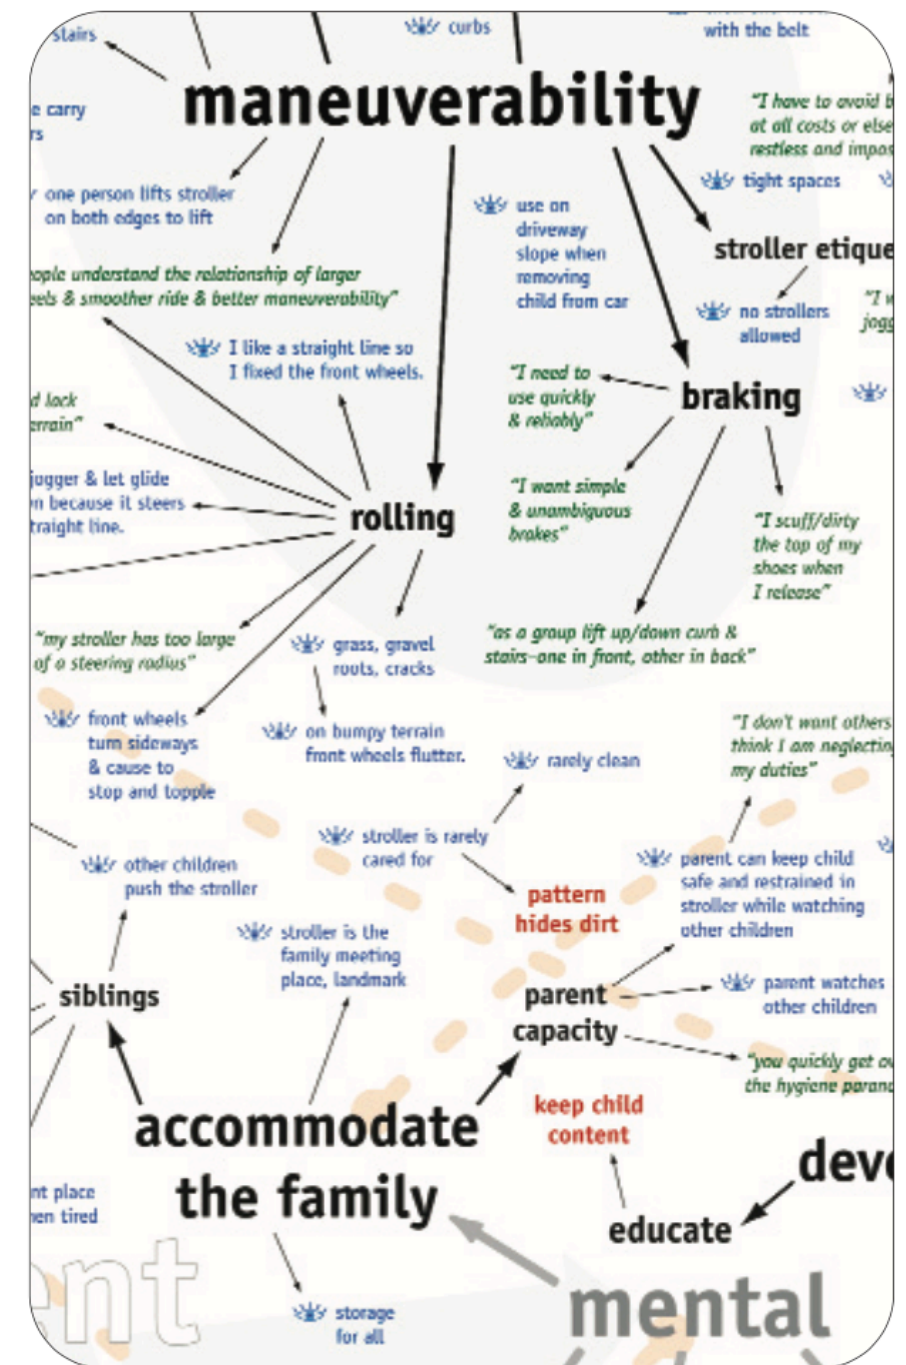 stairs
curbs
with the belt
maneuverability
e carry
rs
"I have to avoid b
at all costs or else
restless and impa
one person lifts stroller
on both edges to lift
use on
driveway
slope when
removing
child from car
tight spaces
stroller etique
no strollers
allowed
"I w
jogg
ople understand the relationship of larger
eels & smoother ride & better maneuverability"
I like a straight line so
I fixed the front wheels.
"I need to
use quickly
& reliably"
braking
d lack
errain"
jogger & let glide
n because it steers
traight line.
rolling
"I want simple
& unambiguous
brakes"
"I scuff/dirty
the top of my
shoes when
I release"
"my stroller has too large
of a steering radius"
grass, gravel
roots, cracks
"as a group lift up/down curb &
stairs-one in front, other in back"
front wheels
turn sideways
& cause to
stop and topple
on bumpy terrain
front wheels flutter.
rarely clean
"I don't want others
think I am neglecting
my duties"
stroller is rarely
cared for
pattern
hides dirt
parent can keep child
safe and restrained in
stroller while watching
other children
other children
push the stroller
stroller is the
family meeting
place, landmark
siblings
parent
capacity
parent watches
other children
"you quickly get ov
the hygiene parano
accommodate
the family
keep child
content
deve
educate
nt place
en tired
ent
storage
for all
mental